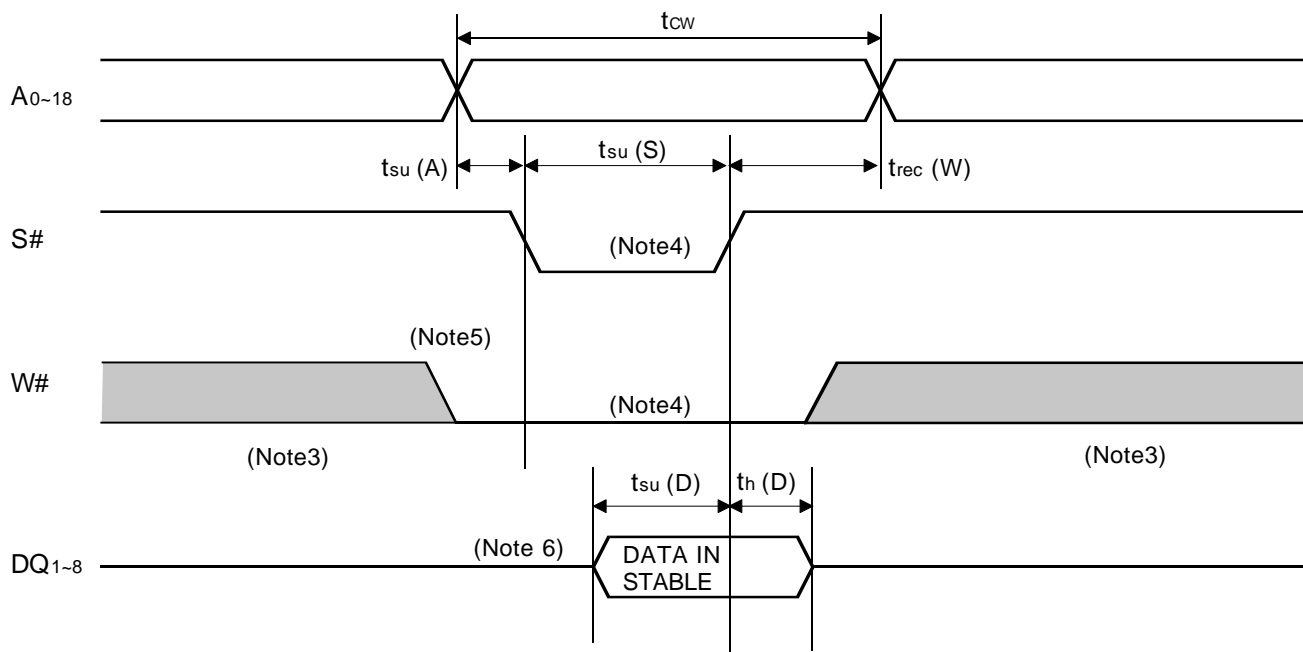 tCW
A0~18
tsu (A)
tsu (S)
trec (W)
S#
(Note4)
(Note5)
W#
(Note4)
(Note3)
(Note3)
tsu (D)
th (D)
DQ1~8
(Note 6)
DATA IN
STABLE